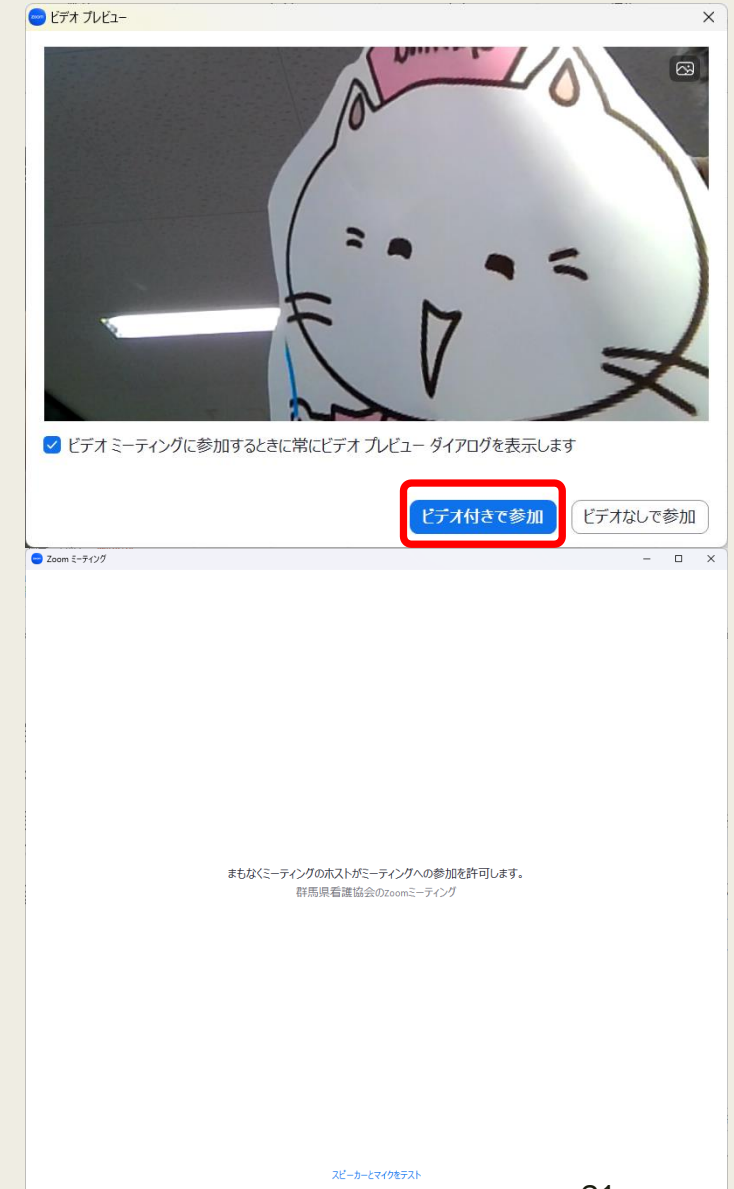 zoom ビデオ プレビュー
ビデオ ミーティングに参加するときに常にビデオ プレビュー ダイアログを表示します
ビデオ付きで参加 ビデオなしで参加
Zoom ミーティング
まもなくミーティングのホストがミーティングへの参加を許可します。
群馬県看護協会のZoomミーティング
スピーカーとマイクをテスト